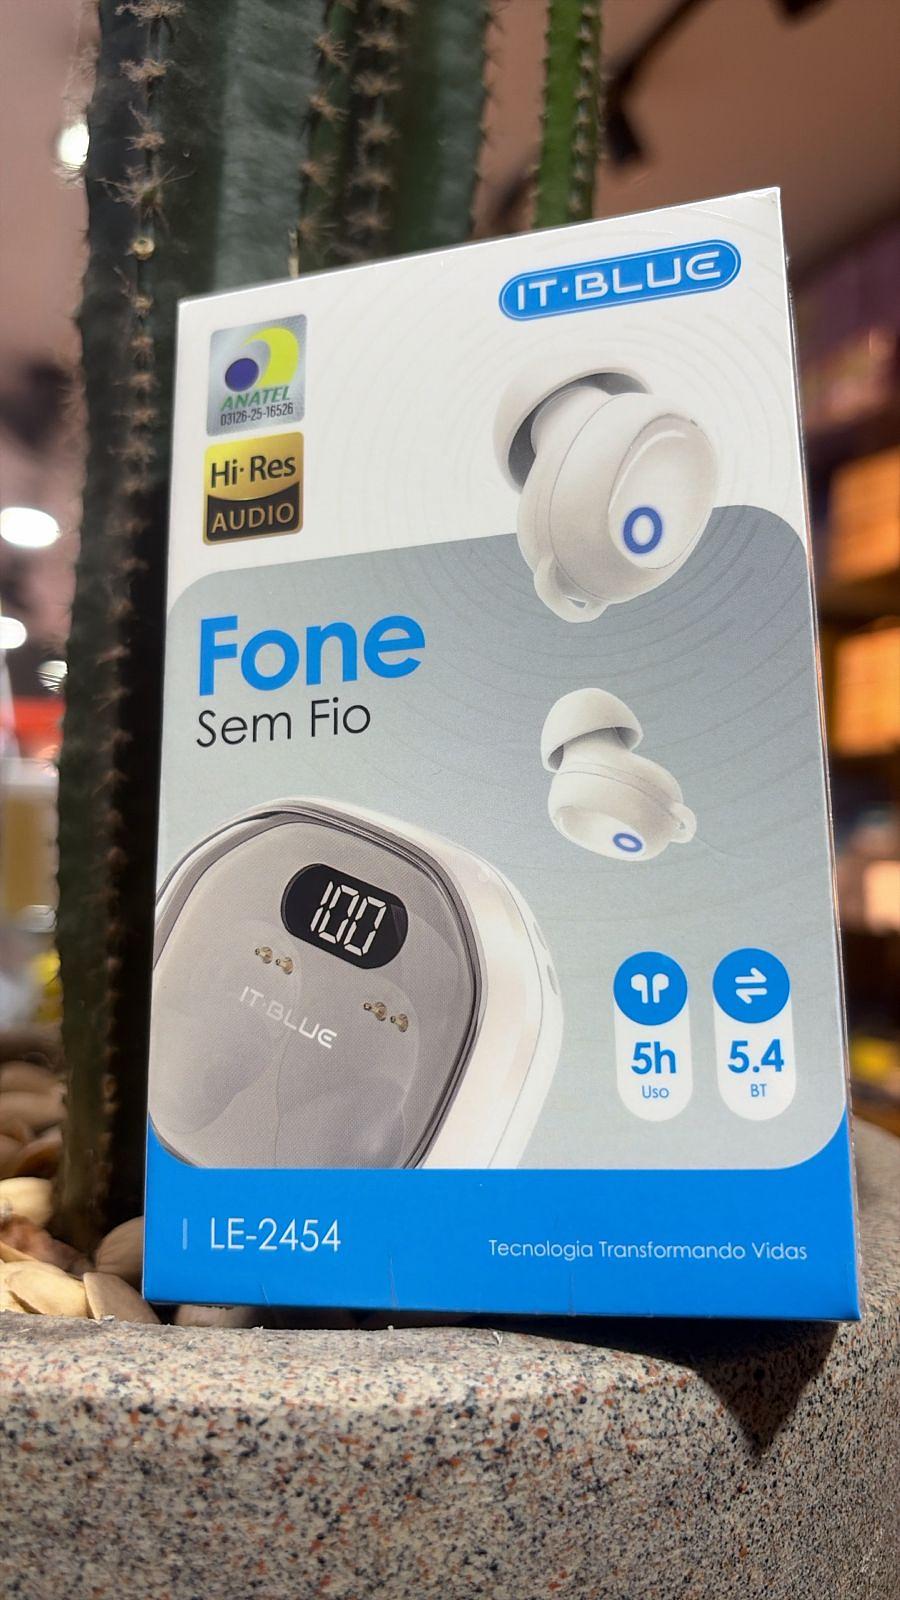 IT·BLUE
ANATEL
03126-25-16526
Hi·Res
AUDIO
Fone
Sem Fio
100
IT·BLUE
5h
Uso
5.4
BT
LE-2454
Tecnologia Transformando Vidas